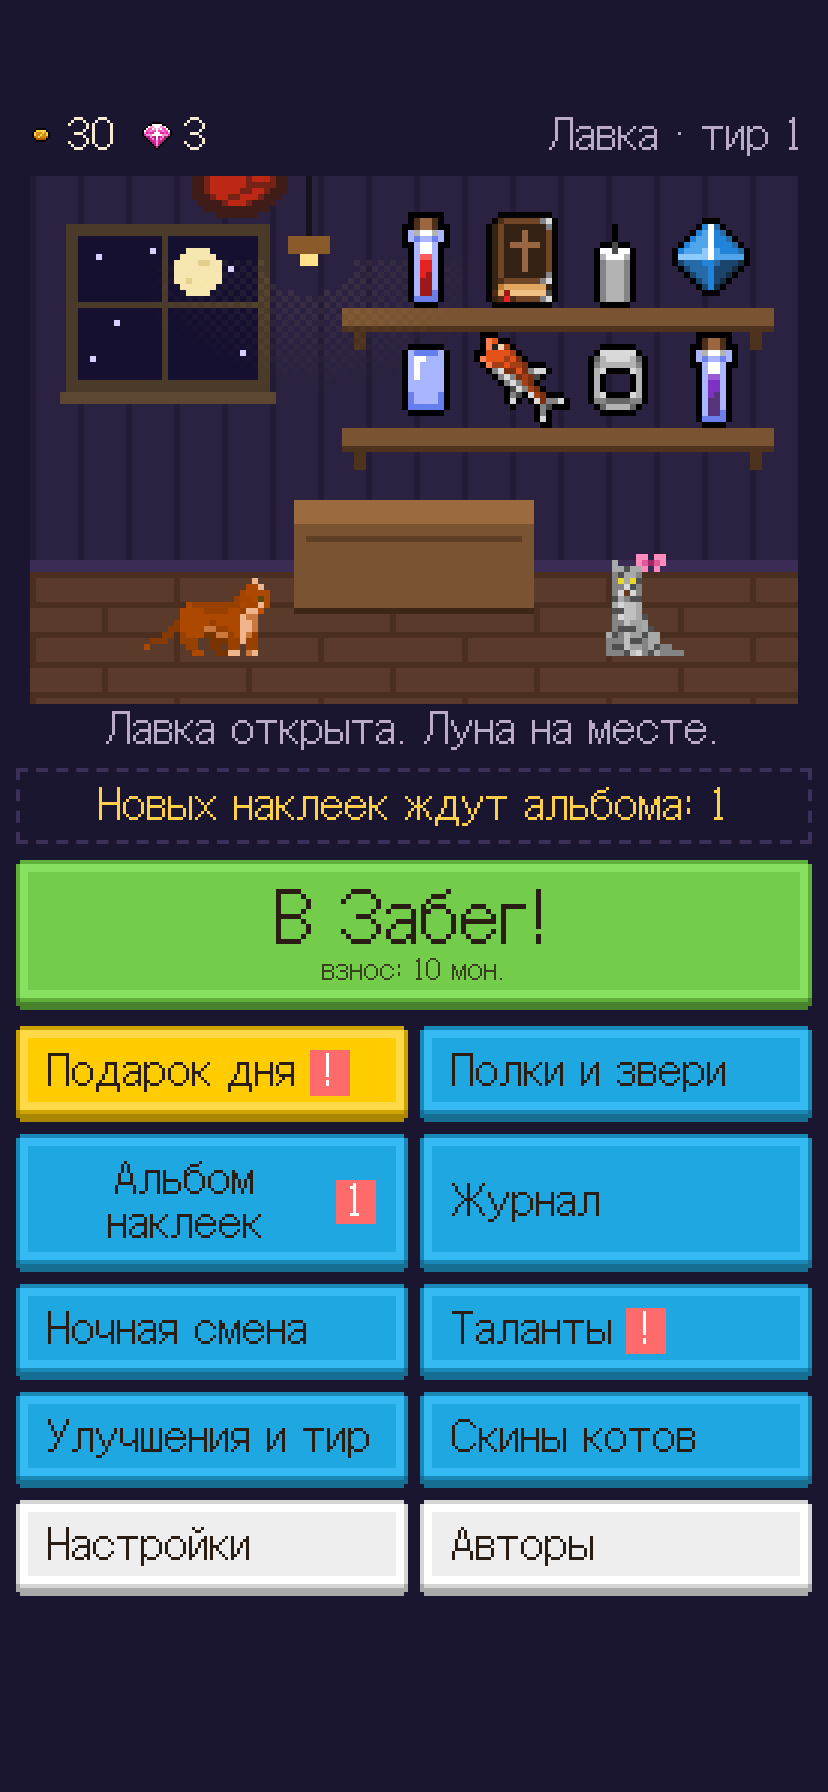 30 3 Лавка · тир 1
Лавка открыта. Луна на месте.
Новых наклеек ждут альбома: 1
В Забег!
взнос: 10 мон.
Подарок дня !
Полки и звери
Альбом
наклеек
1
Журнал
Ночная смена
Таланты !
Улучшения и тир
Скины котов
Настройки
Авторы